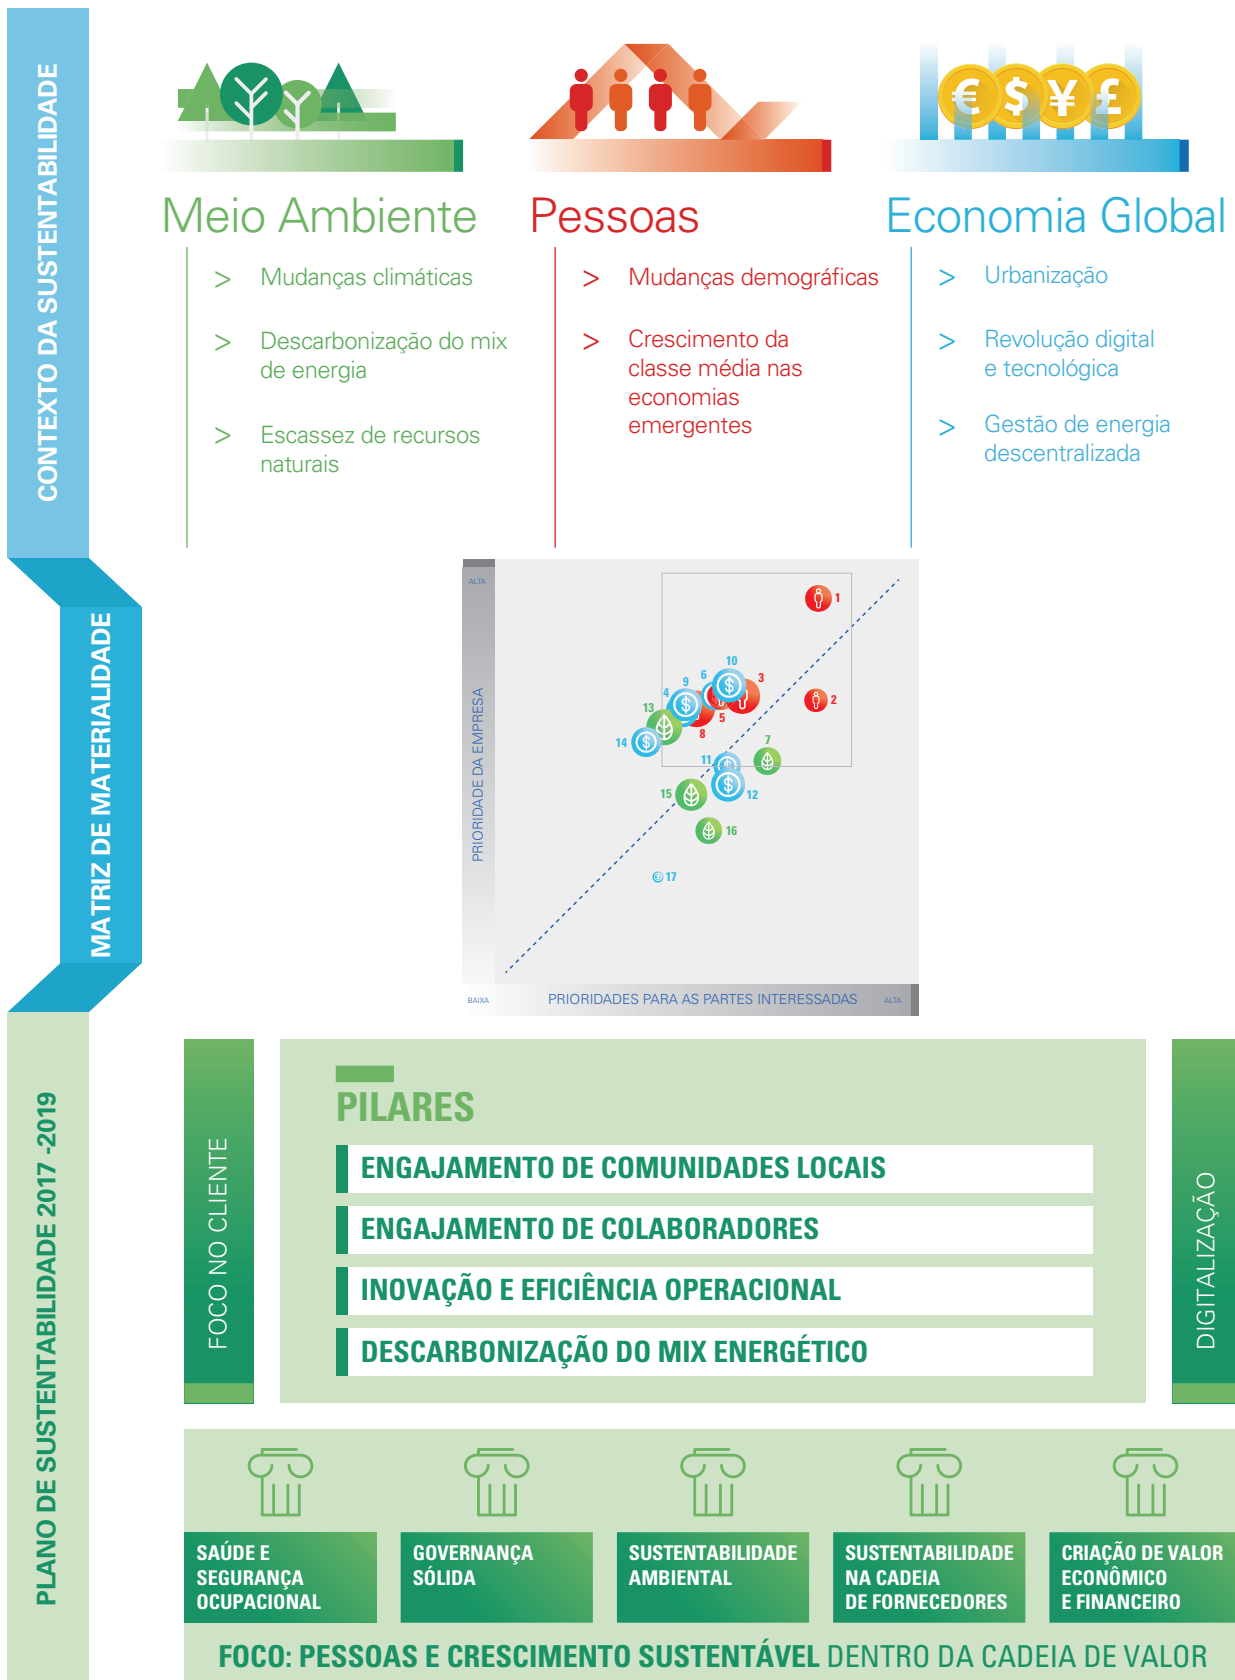 CONTEXTO DA SUSTENTABILIDADE
€ $ ¥ £
Meio Ambiente
> Mudanças climáticas
> Descarbonização do mix
de energia
> Escassez de recursos
naturais
Pessoas
> Mudanças demográficas
> Crescimento da
classe média nas
economias
emergentes
Economia Global
> Urbanização
> Revolução digital
e tecnológica
> Gestão de energia
descentralizada
MATRIZ DE MATERIALIDADE
ALTA
PRIORIDADE DA EMPRESA
1
10
6
3
9
4
2
13
5
8
14
7
11
15
12
16
17
BAIXA
PRIORIDADES PARA AS PARTES INTERESSADAS
ALTA
PLANO DE SUSTENTABILIDADE 2017 -2019
FOCO NO CLIENTE
PILARES
ENGAJAMENTO DE COMUNIDADES LOCAIS
ENGAJAMENTO DE COLABORADORES
INOVAÇÃO E EFICIÊNCIA OPERACIONAL
DESCARBONIZAÇÃO DO MIX ENERGÉTICO
DIGITALIZAÇÃO
SAÚDE E
SEGURANÇA
OCUPACIONAL
GOVERNANÇA
SÓLIDA
SUSTENTABILIDADE
AMBIENTAL
SUSTENTABILIDADE
NA CADEIA
DE FORNECEDORES
CRIAÇÃO DE VALOR
ECONÔMICO
E FINANCEIRO
FOCO: PESSOAS E CRESCIMENTO SUSTENTÁVEL DENTRO DA CADEIA DE VALOR